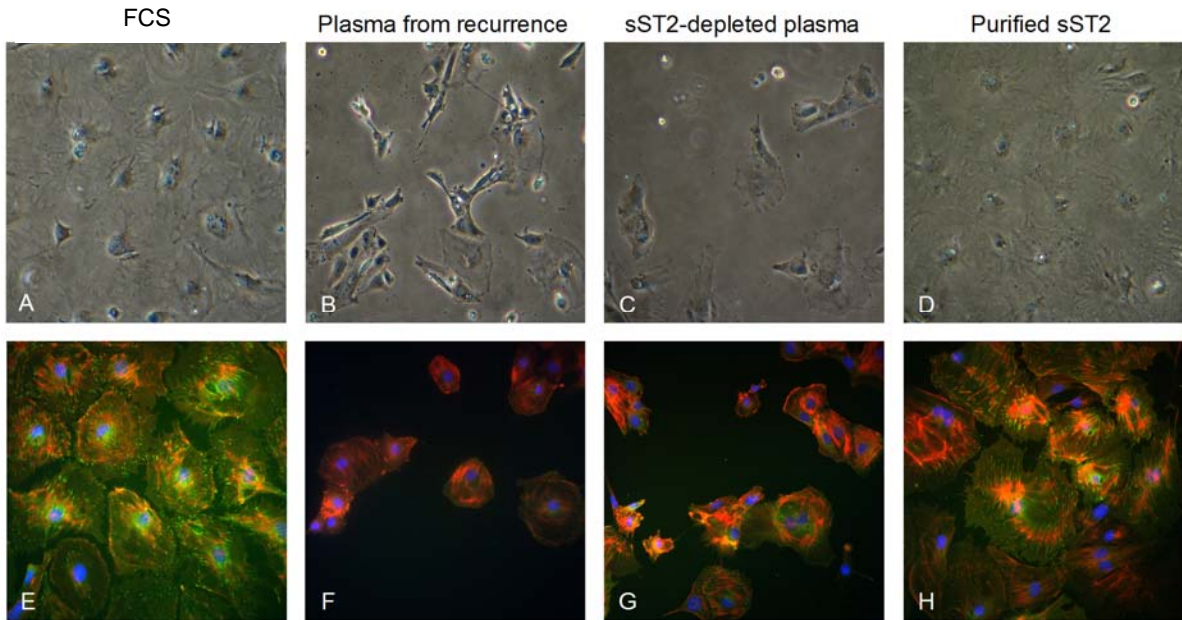 FCS
Plasma from recurrence
sST2-depleted plasma
Purified sST2
A
B
C
D
E
F
G
H